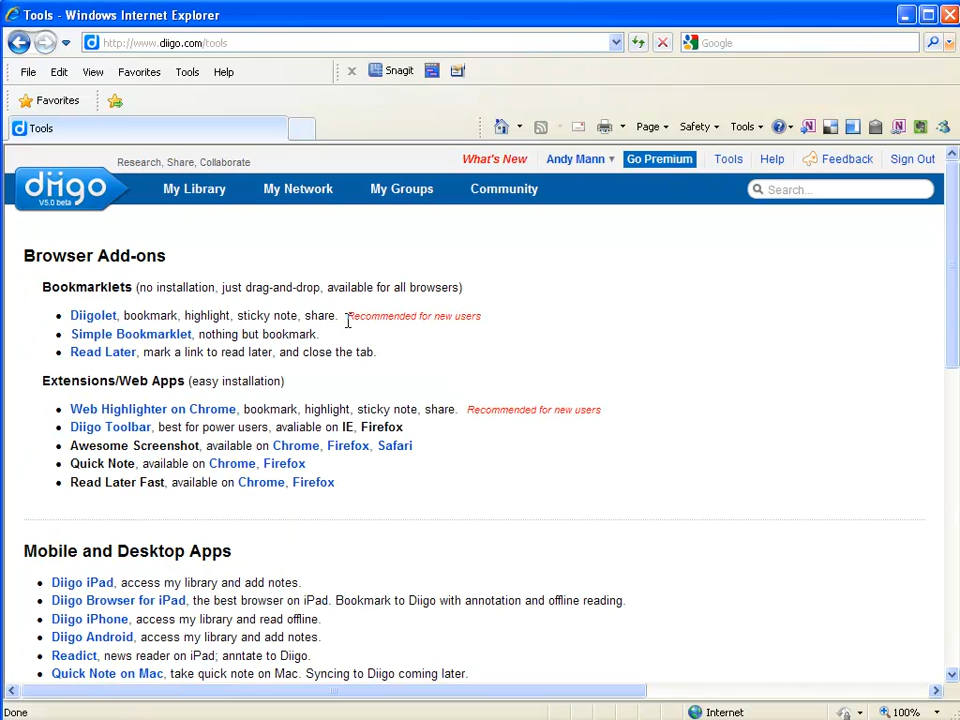 Tools - Windows Internet Explorer
http://www.diigo.com/tools
Google
File Edit View Favorites Tools Help
x Snagit
Favorites
Tools
Page Safety Tools
Research, Share, Collaborate
What's New Andy Mann Go Premium Tools Help Feedback Sign Out
diigo
V5.0 beta
My Library My Network My Groups Community
Search...
Browser Add-ons
Bookmarklets (no installation, just drag-and-drop, available for all browsers)
• Diigolet, bookmark, highlight, sticky note, share. Recommended for new users
• Simple Bookmarklet, nothing but bookmark.
• Read Later, mark a link to read later, and close the tab.
Extensions/Web Apps (easy installation)
• Web Highlighter on Chrome, bookmark, highlight, sticky note, share. Recommended for new users
• Diigo Toolbar, best for power users, avaliable on IE, Firefox
• Awesome Screenshot, available on Chrome, Firefox, Safari
• Quick Note, available on Chrome, Firefox
• Read Later Fast, available on Chrome, Firefox
Mobile and Desktop Apps
• Diigo iPad, access my library and add notes.
• Diigo Browser for iPad, the best browser on iPad. Bookmark to Diigo with annotation and offline reading.
• Diigo iPhone, access my library and read offline.
• Diigo Android, access my library and add notes.
• Readict, news reader on iPad; anntate to Diigo.
• Quick Note on Mac, take quick note on Mac. Syncing to Diigo coming later.
Done
Internet
100%